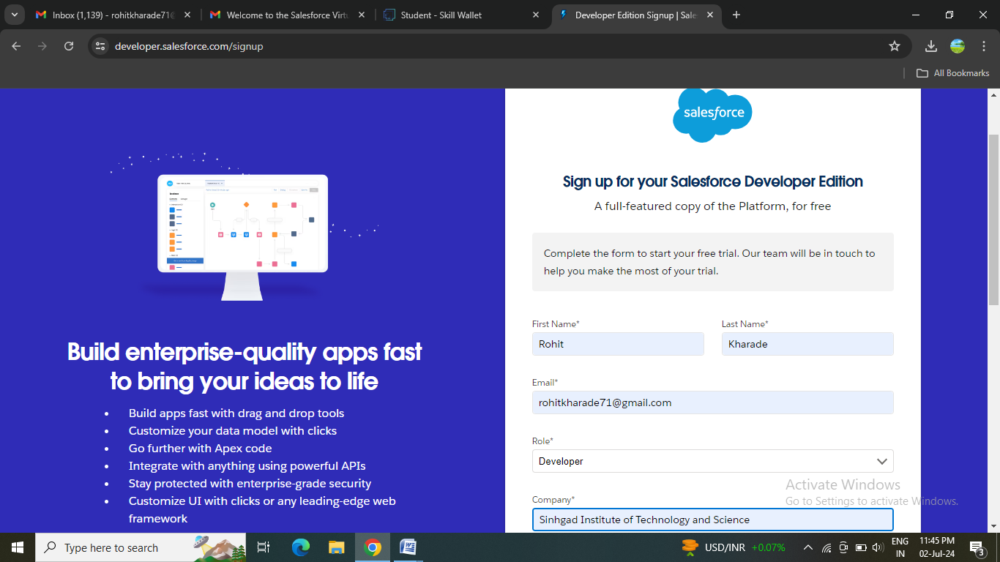 Inbox (1,139) - rohitkharade71@
Welcome to the Salesforce Virtu
Student - Skill Wallet
Developer Edition Signup | Sale
developer.salesforce.com/signup
All Bookmarks
salesforce
Sign up for your Salesforce Developer Edition
A full-featured copy of the Platform, for free
Complete the form to start your free trial. Our team will be in touch to
help you make the most of your trial.
First Name*
Last Name*
Rohit
Kharade
Email*
rohitkharade71@gmail.com
Role*
Developer
Company*
Sinhgad Institute of Technology and Science
Build enterprise-quality apps fast
to bring your ideas to life
• Build apps fast with drag and drop tools
• Customize your data model with clicks
• Go further with Apex code
• Integrate with anything using powerful APIs
• Stay protected with enterprise-grade security
• Customize UI with clicks or any leading-edge web
framework
Activate Windows
Go to Settings to activate Windows.
Type here to search
USD/INR +0.07%
ENG
IN
11:45 PM
02-Jul-24
3